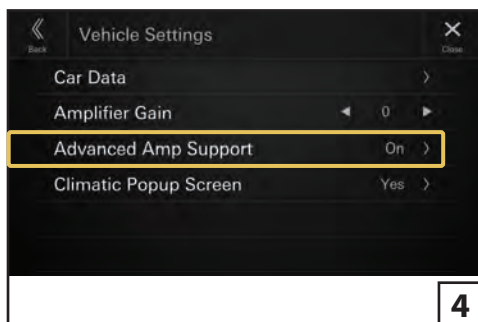 Vehicle Settings
Back
Close
Car Data
Amplifier Gain 0
Advanced Amp Support On
Climatic Popup Screen Yes
4